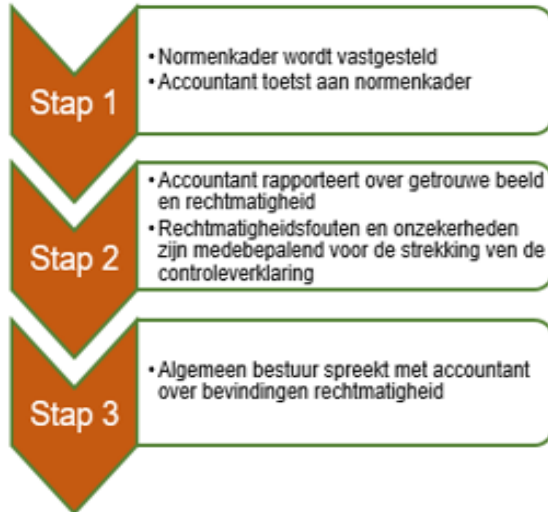 Stap 1
• Normenkader wordt vastgesteld
• Accountant toetst aan normenkader
Stap 2
• Accountant rapporteert over getrouwe beeld
en rechtmatigheid
• Rechtmatigheidsfouten en onzekerheden
zijn medebepalend voor de strekking ven de
controleverklaring
Stap 3
• Algemeen bestuur spreekt met accountant
over bevindingen rechtmatigheid